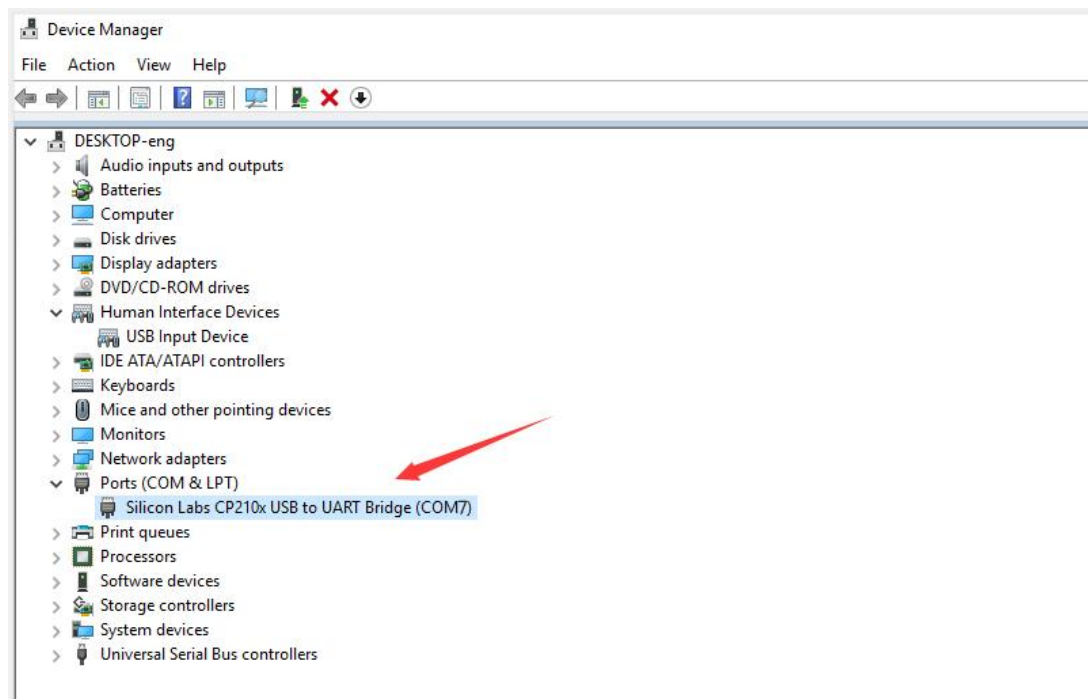 Device Manager
File Action View Help
DESKTOP-eng
Audio inputs and outputs
Batteries
Computer
Disk drives
Display adapters
DVD/CD-ROM drives
Human Interface Devices
USB Input Device
IDE ATA/ATAPI controllers
Keyboards
Mice and other pointing devices
Monitors
Network adapters
Ports (COM & LPT)
Silicon Labs CP210x USB to UART Bridge (COM7)
Print queues
Processors
Software devices
Storage controllers
System devices
Universal Serial Bus controllers